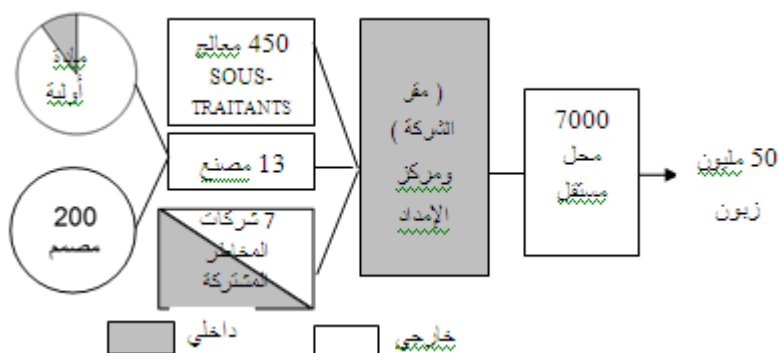 مادة
أولية
200
مصمم
450 معالج
SOUS-
TRAITANTS
13 مصنع
7 شركات
المخاطر
المشتركة
( مقر
الشركة )
ومركز
الإمداد
7000
محل
مستقل
50 مليون
زبون
داخلي
خارجي